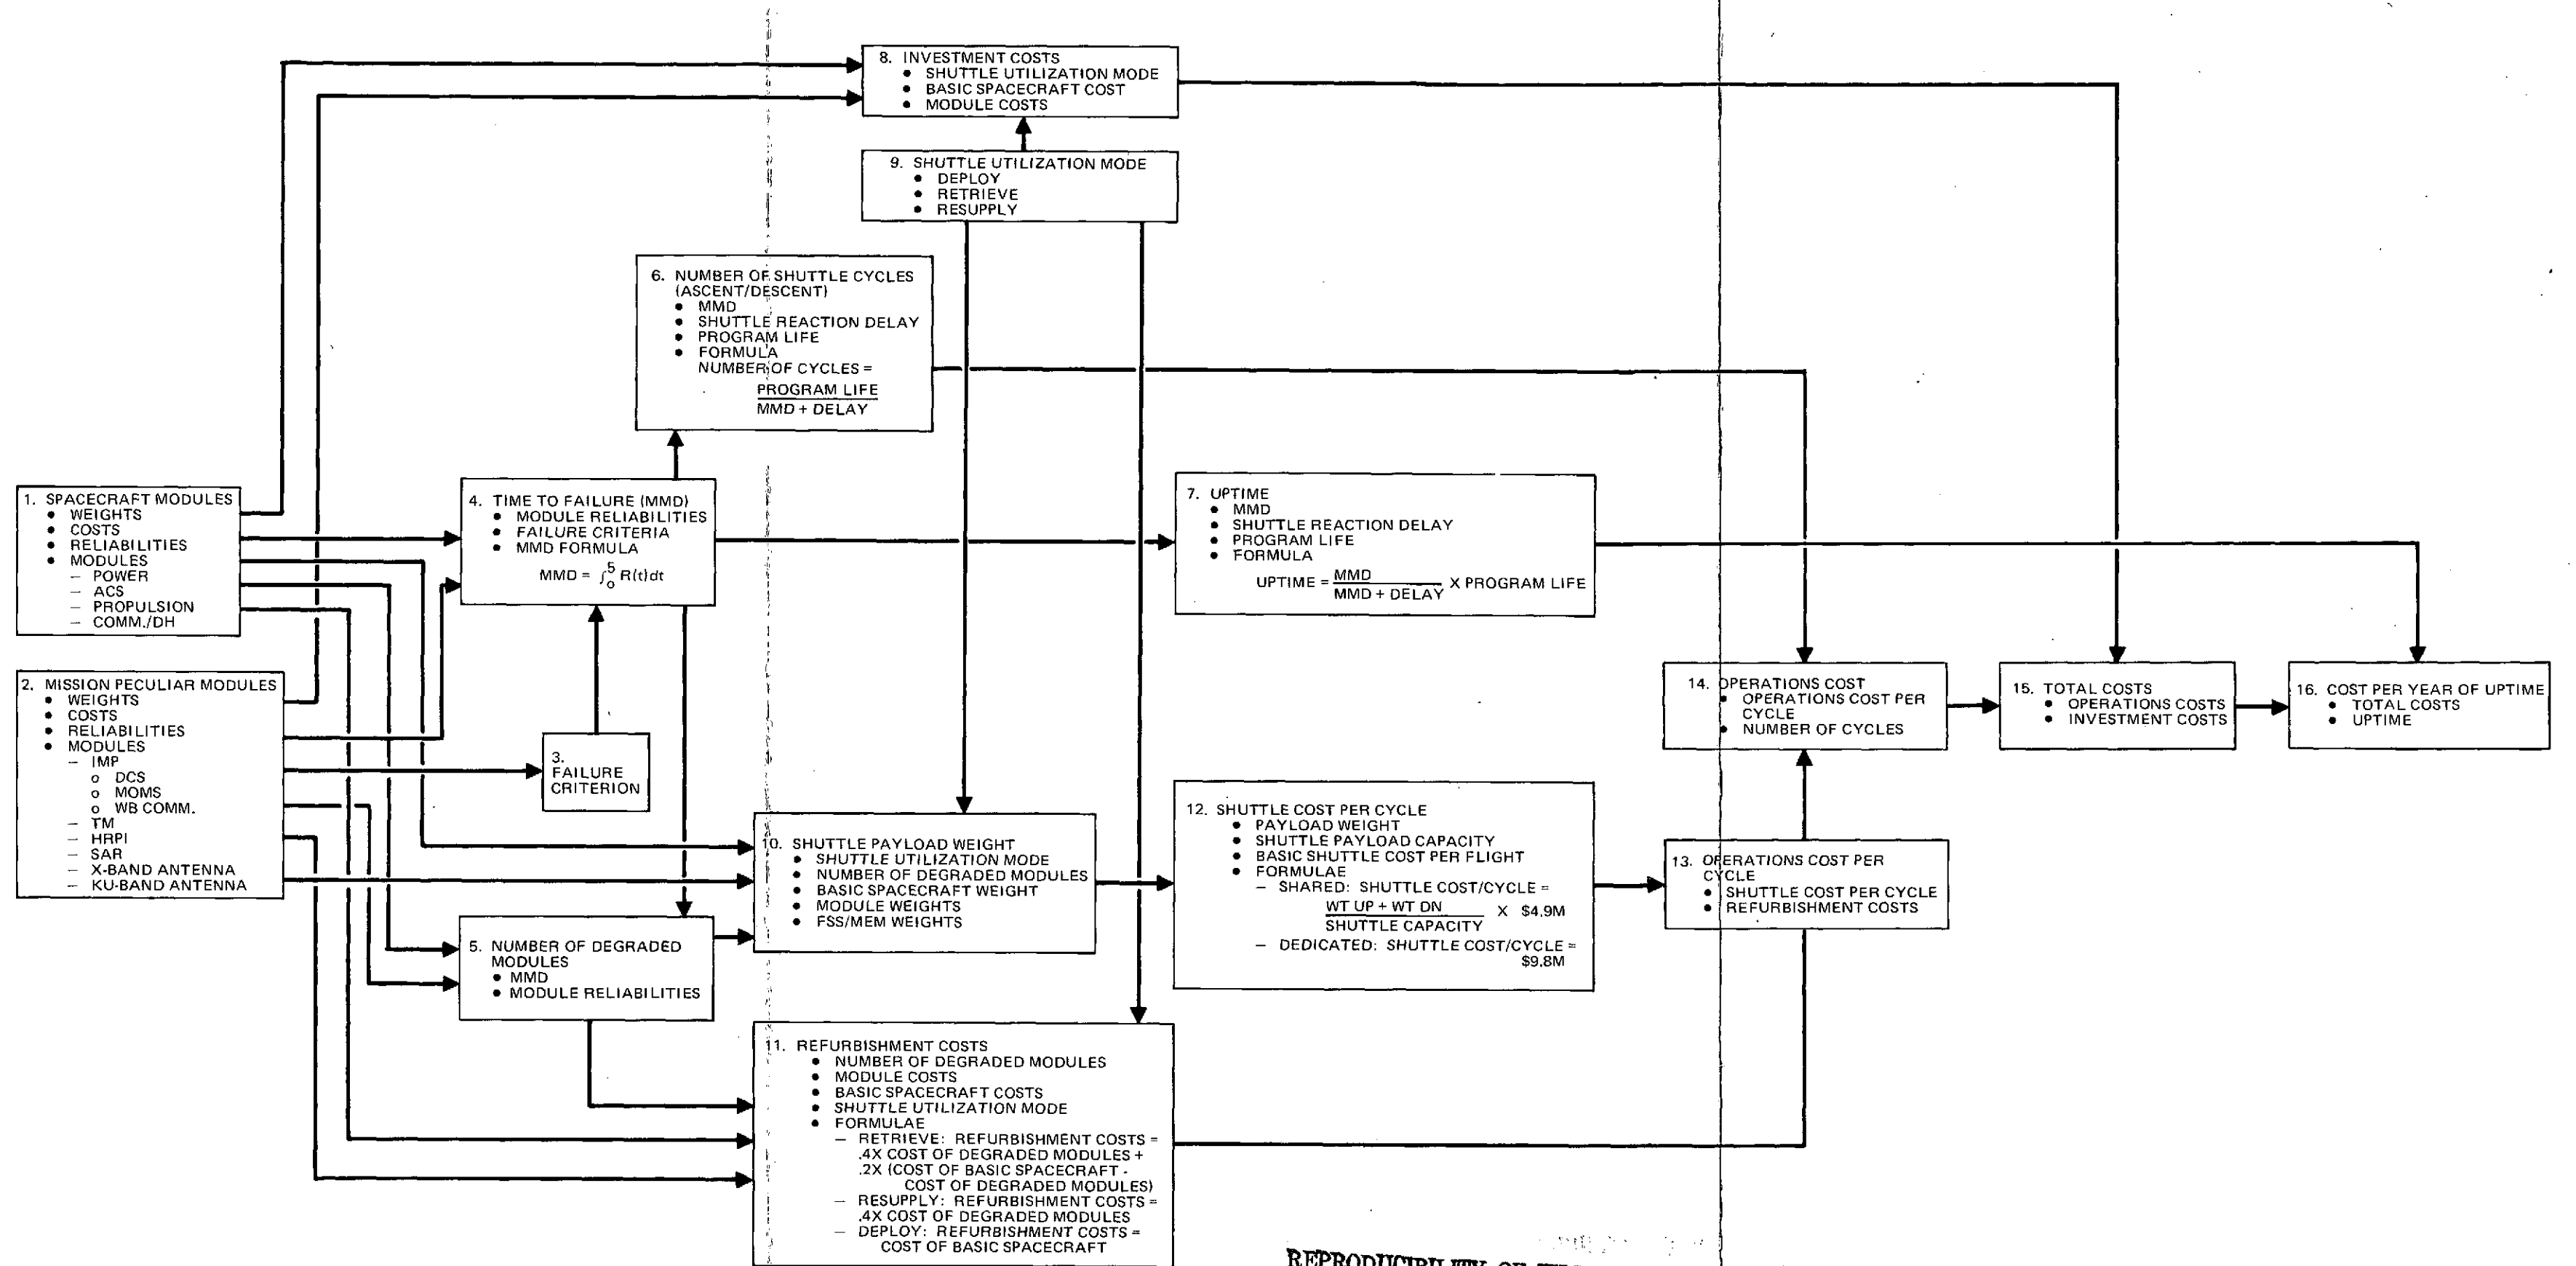 8. INVESTMENT COSTS
● SHUTTLE UTILIZATION MODE
● BASIC SPACECRAFT COST
● MODULE COSTS
9. SHUTTLE UTILIZATION MODE
● DEPLOY
● RETRIEVE
● RESUPPLY
6. NUMBER OF SHUTTLE CYCLES
(ASCENT/DESCENT)
● MMD
● SHUTTLE REACTION DELAY
● PROGRAM LIFE
● FORMULA
NUMBER OF CYCLES =
PROGRAM LIFE
MMD + DELAY
1. SPACECRAFT MODULES
● WEIGHTS
● COSTS
● RELIABILITIES
● MODULES
— POWER
— ACS
— PROPULSION
— COMM./DH
4. TIME TO FAILURE (MMD)
● MODULE RELIABILITIES
● FAILURE CRITERIA
● MMD FORMULA
MMD = ∫₀⁵ R(t)dt
7. UPTIME
● MMD
● SHUTTLE REACTION DELAY
● PROGRAM LIFE
● FORMULA
UPTIME = MMD
MMD + DELAY X PROGRAM LIFE
2. MISSION PECULIAR MODULES
● WEIGHTS
● COSTS
● RELIABILITIES
● MODULES
— IMP
o DCS
o MOMS
o WB COMM.
— TM
— HRPI
— SAR
— X-BAND ANTENNA
— KU-BAND ANTENNA
3.
FAILURE
CRITERION
14. OPERATIONS COST
● OPERATIONS COST PER
CYCLE
● NUMBER OF CYCLES
15. TOTAL COSTS
● OPERATIONS COSTS
● INVESTMENT COSTS
16. COST PER YEAR OF UPTIME
● TOTAL COSTS
● UPTIME
10. SHUTTLE PAYLOAD WEIGHT
● SHUTTLE UTILIZATION MODE
● NUMBER OF DEGRADED MODULES
● BASIC SPACECRAFT WEIGHT
● MODULE WEIGHTS
● FSS/MEM WEIGHTS
12. SHUTTLE COST PER CYCLE
● PAYLOAD WEIGHT
● SHUTTLE PAYLOAD CAPACITY
● BASIC SHUTTLE COST PER FLIGHT
● FORMULAE
— SHARED: SHUTTLE COST/CYCLE =
WT UP + WT DN
SHUTTLE CAPACITY X $4.9M
— DEDICATED: SHUTTLE COST/CYCLE =
$9.8M
13. OPERATIONS COST PER
CYCLE
● SHUTTLE COST PER CYCLE
● REFURBISHMENT COSTS
5. NUMBER OF DEGRADED
MODULES
● MMD
● MODULE RELIABILITIES
11. REFURBISHMENT COSTS
● NUMBER OF DEGRADED MODULES
● MODULE COSTS
● BASIC SPACECRAFT COSTS
● SHUTTLE UTILIZATION MODE
● FORMULAE
— RETRIEVE: REFURBISHMENT COSTS =
.4X COST OF DEGRADED MODULES +
.2X (COST OF BASIC SPACECRAFT -
COST OF DEGRADED MODULES)
— RESUPPLY: REFURBISHMENT COSTS =
.4X COST OF DEGRADED MODULES
— DEPLOY: REFURBISHMENT COSTS =
COST OF BASIC SPACECRAFT
REPRODUCIBILITY OF